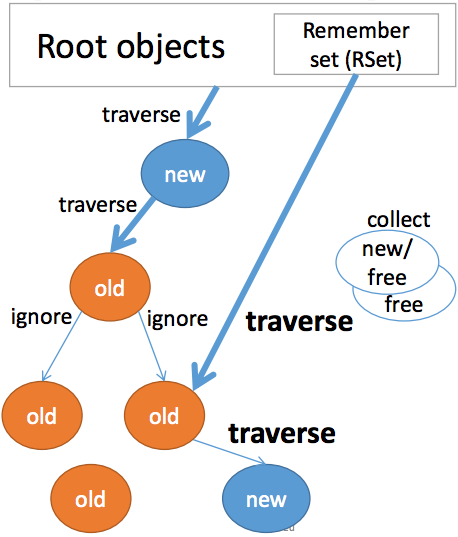 Root objects
Remember
set (RSet)
traverse
new
traverse
collect
new/
free
free
old
ignore
ignore
traverse
old
old
traverse
old
new